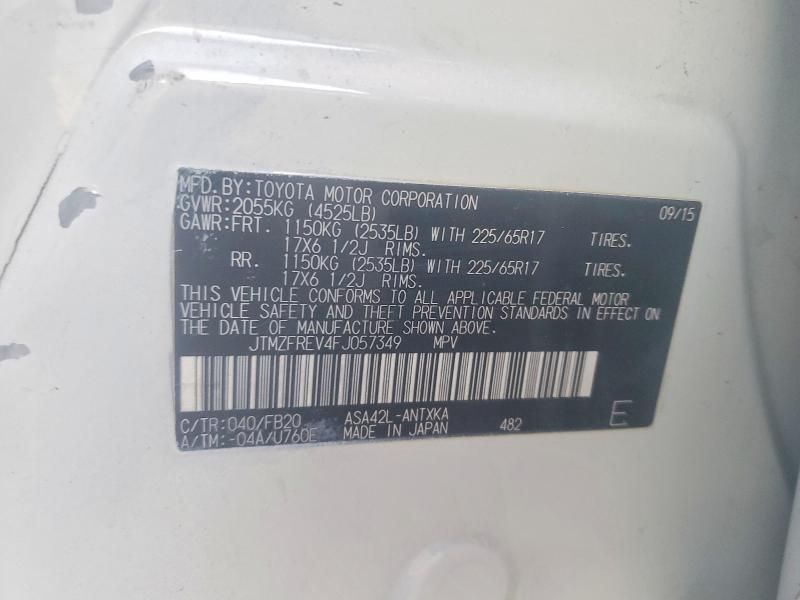 MFD. BY: TOYOTA MOTOR CORPORATION 09/15
GVWR: 2055KG (4525LB)
GAWR: FRT. 1150KG (2535LB) WITH 225/65R17 TIRES.
17X6 1/2J RIMS.
RR. 1150KG (2535LB) WITH 225/65R17 TIRES.
17X6 1/2J RIMS.
THIS VEHICLE CONFORMS TO ALL APPLICABLE FEDERAL MOTOR
VEHICLE SAFETY AND THEFT PREVENTION STANDARDS IN EFFECT ON
THE DATE OF MANUFACTURE SHOWN ABOVE.
JTMZFREV4FJ057349 MPV
C/TR: 040/FB20 ASA42L-ANTXKA
A/TM: -04A/U760E MADE IN JAPAN 482 E